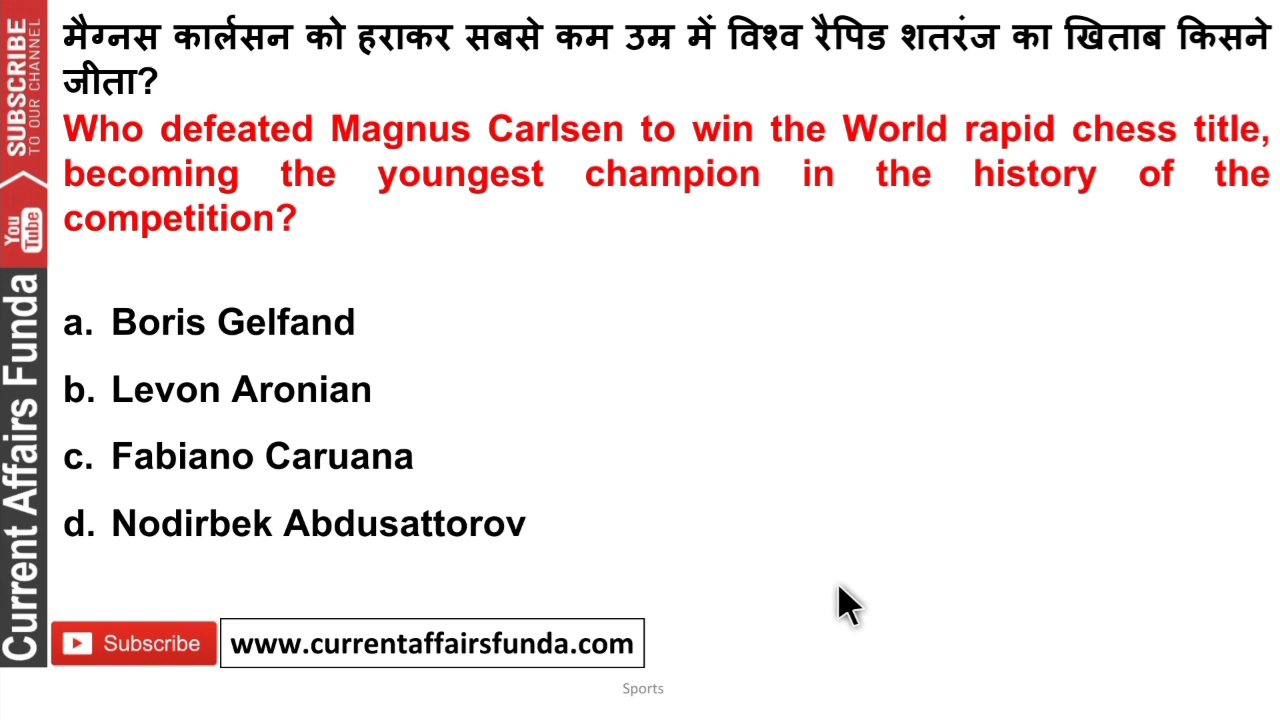 मैग्नस कार्लसन को हराकर सबसे कम उम्र में विश्व रैपिड शतरंज का खिताब किसने
जीता?
Who defeated Magnus Carlsen to win the World rapid chess title,
becoming the youngest champion in the history of the
competition?
a. Boris Gelfand
b. Levon Aronian
c. Fabiano Caruana
d. Nodirbek Abdusattorov
SUBSCRIBE
TO OUR CHANNEL
You
Tube
Current Affairs Funda
Subscribe
www.currentaffairsfunda.com
Sports